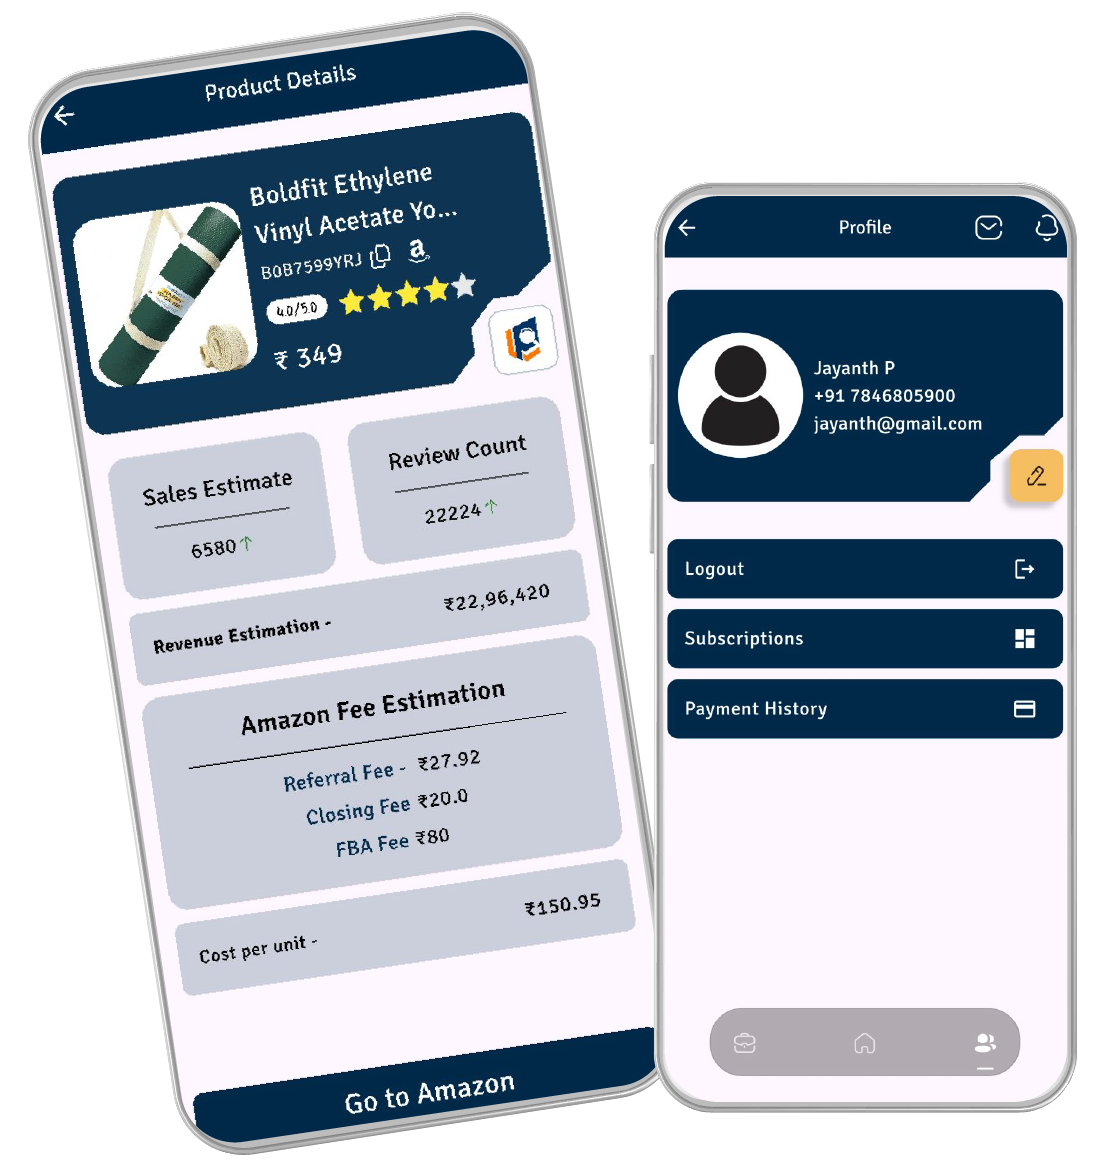 Product Details
Boldfit Ethylene
Vinyl Acetate Yo...
B0B7599YRJ
4.0/5.0
₹ 349
Sales Estimate
6580
Review Count
22224
Revenue Estimation -
₹22,96,420
Amazon Fee Estimation
Referral Fee - ₹27.92
Closing Fee ₹20.0
FBA Fee ₹80
Cost per unit -
₹150.95
Go to Amazon
Profile
Jayanth P
+91 7846805900
jayanth@gmail.com
Logout
Subscriptions
Payment History